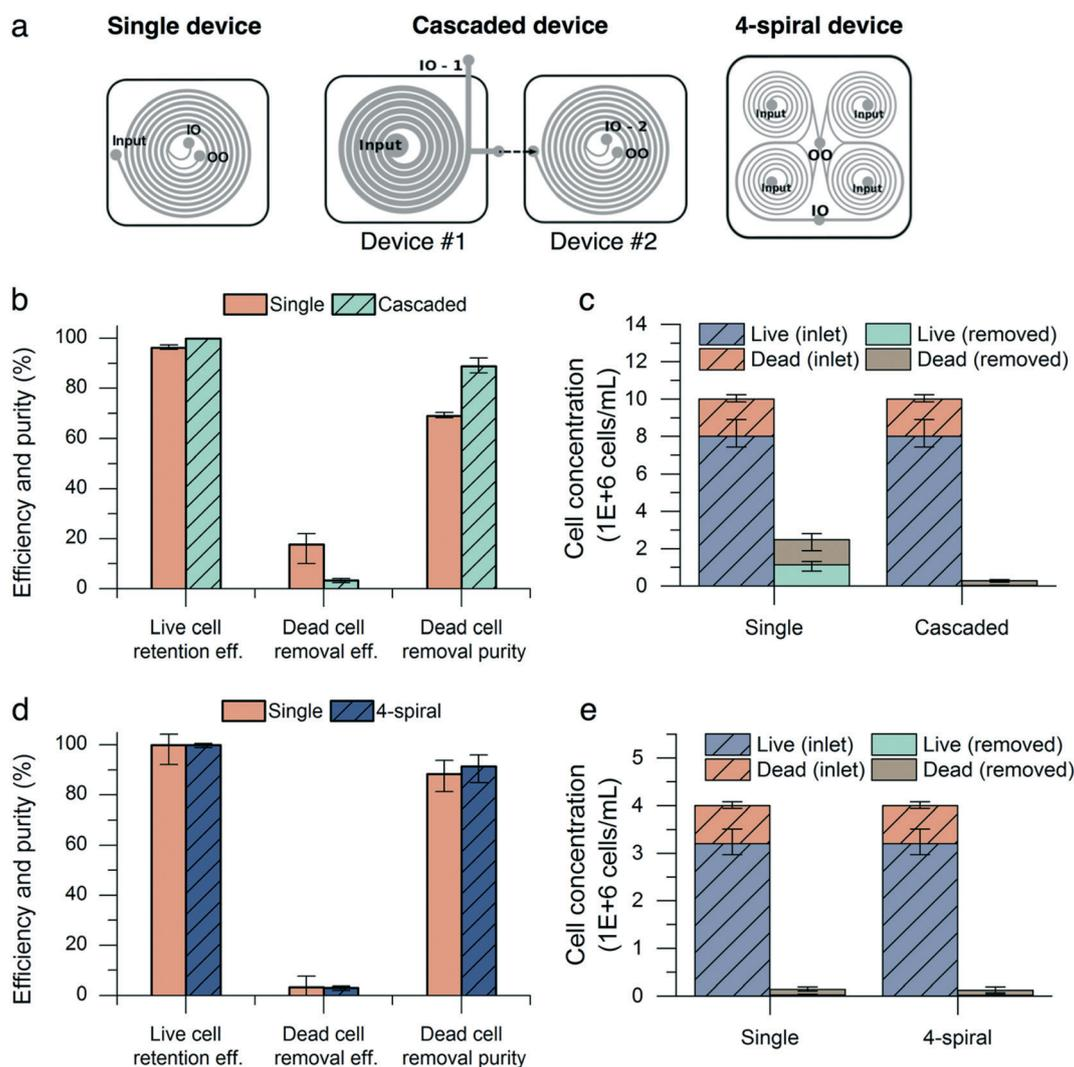 a
Single device
Cascaded device
4-spiral device
Input
IO
OO
IO - 1
Input
IO - 2
OO
Input
Input
OO
Input
Input
IO
Device #1
Device #2
b
Single
Cascaded
Efficiency and purity (%)
100
80
60
40
20
0
Live cell
retention eff.
Dead cell
removal eff.
Dead cell
removal purity
c
Live (inlet)
Live (removed)
Dead (inlet)
Dead (removed)
Cell concentration
(1E+6 cells/mL)
14
12
10
8
6
4
2
0
Single
Cascaded
d
Single
4-spiral
Efficiency and purity (%)
100
80
60
40
20
0
Live cell
retention eff.
Dead cell
removal eff.
Dead cell
removal purity
e
Live (inlet)
Live (removed)
Dead (inlet)
Dead (removed)
Cell concentration
(1E+6 cells/mL)
5
4
3
2
1
0
Single
4-spiral